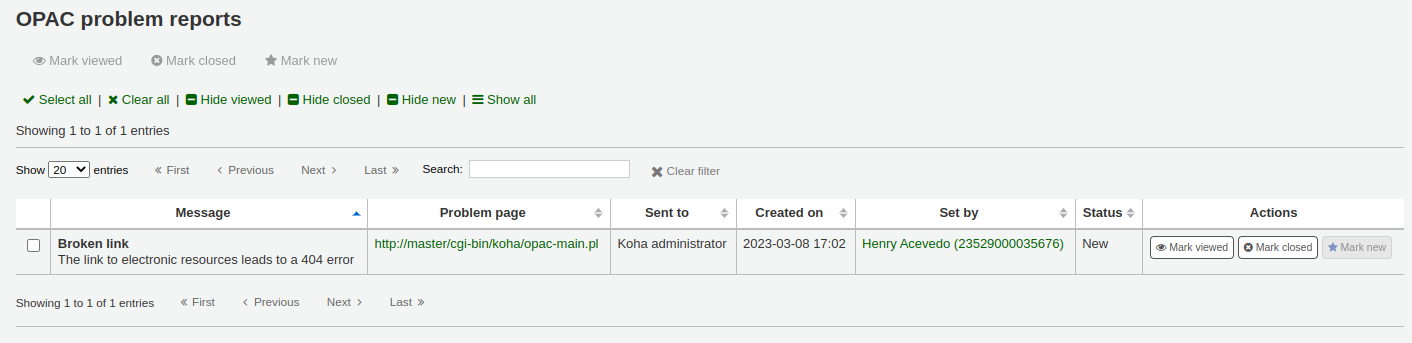 OPAC problem reports
Mark viewed Mark closed Mark new
Select all | Clear all | Hide viewed | Hide closed | Hide new | Show all
Showing 1 to 1 of 1 entries
Show 20 entries First Previous Next Last Search: Clear filter
Message Problem page Sent to Created on Set by Status Actions
Broken link http://master/cgi-bin/koha/opac-main.pl Koha administrator 2023-03-08 17:02 Henry Acevedo (23529000035676) New Mark viewed Mark closed Mark new
The link to electronic resources leads to a 404 error
Showing 1 to 1 of 1 entries First Previous Next Last